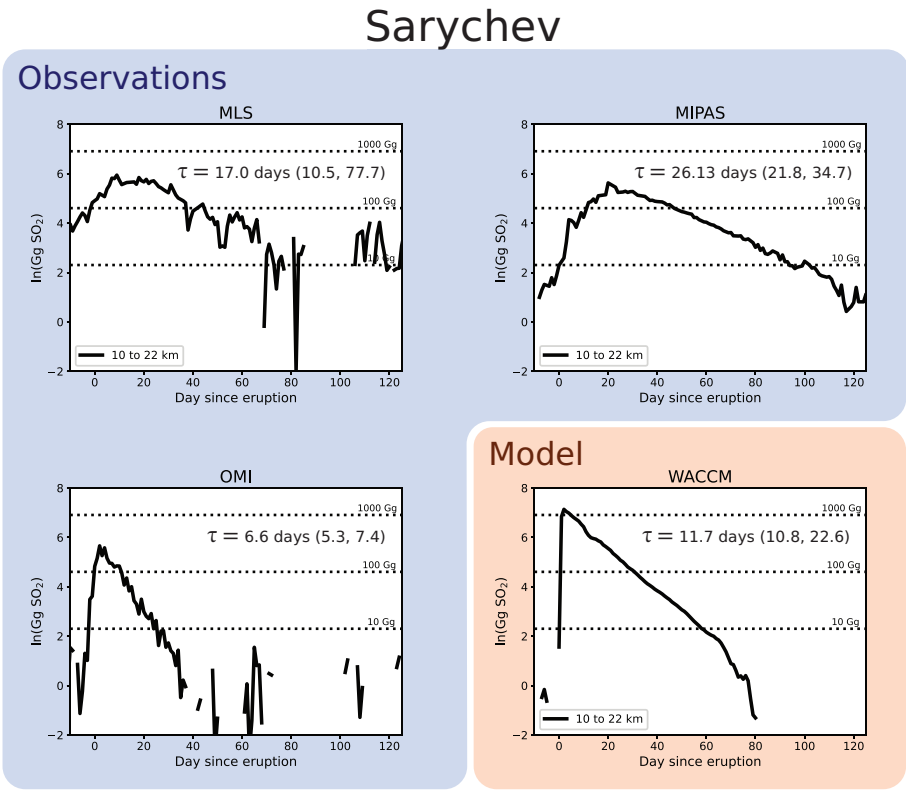 Sarychev
Observations
MLS
8
6
4
2
0
−2
ln(Gg SO₂)
1000 Gg
τ = 17.0 days (10.5, 77.7)
100 Gg
10 Gg
10 to 22 km
0 20 40 60 80 100 120
Day since eruption
MIPAS
8
6
4
2
0
−2
ln(Gg SO₂)
1000 Gg
τ = 26.13 days (21.8, 34.7)
100 Gg
10 Gg
10 to 22 km
0 20 40 60 80 100 120
Day since eruption
OMI
8
6
4
2
0
−2
ln(Gg SO₂)
1000 Gg
τ = 6.6 days (5.3, 7.4)
100 Gg
10 Gg
0 20 40 60 80 100 120
Day since eruption
Model
WACCM
8
6
4
2
0
−2
ln(Gg SO₂)
1000 Gg
τ = 11.7 days (10.8, 22.6)
100 Gg
10 Gg
10 to 22 km
0 20 40 60 80 100 120
Day since eruption